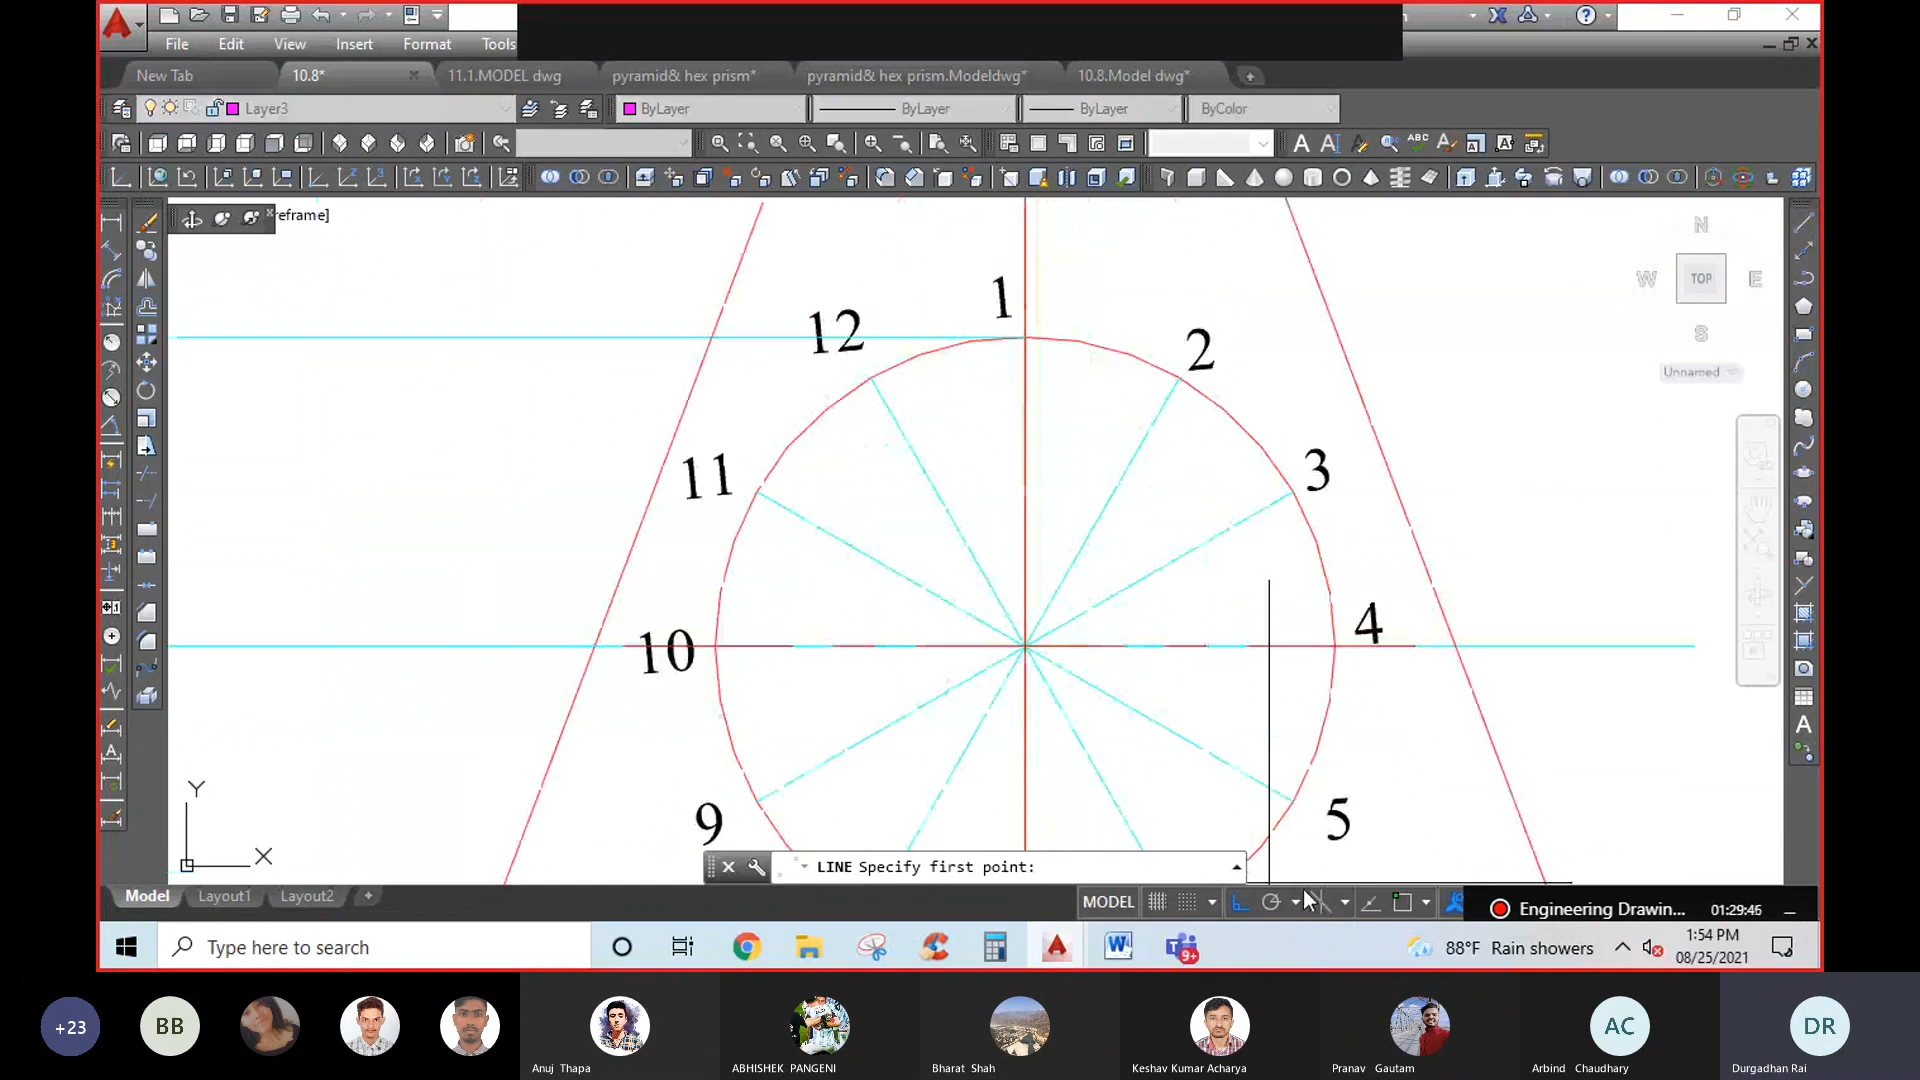 File Edit View Insert Format Tools
New Tab 10.8* 11.1.MODEL dwg pyramid& hex prism* pyramid& hex prism.Modeldwg* 10.8.Model dwg*
Layer3 ByLayer ByLayer ByLayer ByColor
eframe]
N
W TOP E
S
Unnamed
1
12
2
11
3
4
10
9
5
Y
X
LINE Specify first point:
Model Layout1 Layout2
MODEL
Engineering Drawin... 01:29:46
Type here to search
9+
88°F Rain showers
1:54 PM
08/25/2021
+23 BB AC DR
Anuj Thapa ABHISHEK PANGENI Bharat Shah Keshav Kumar Acharya Pranav Gautam Arbind Chaudhary Durgadhan Rai